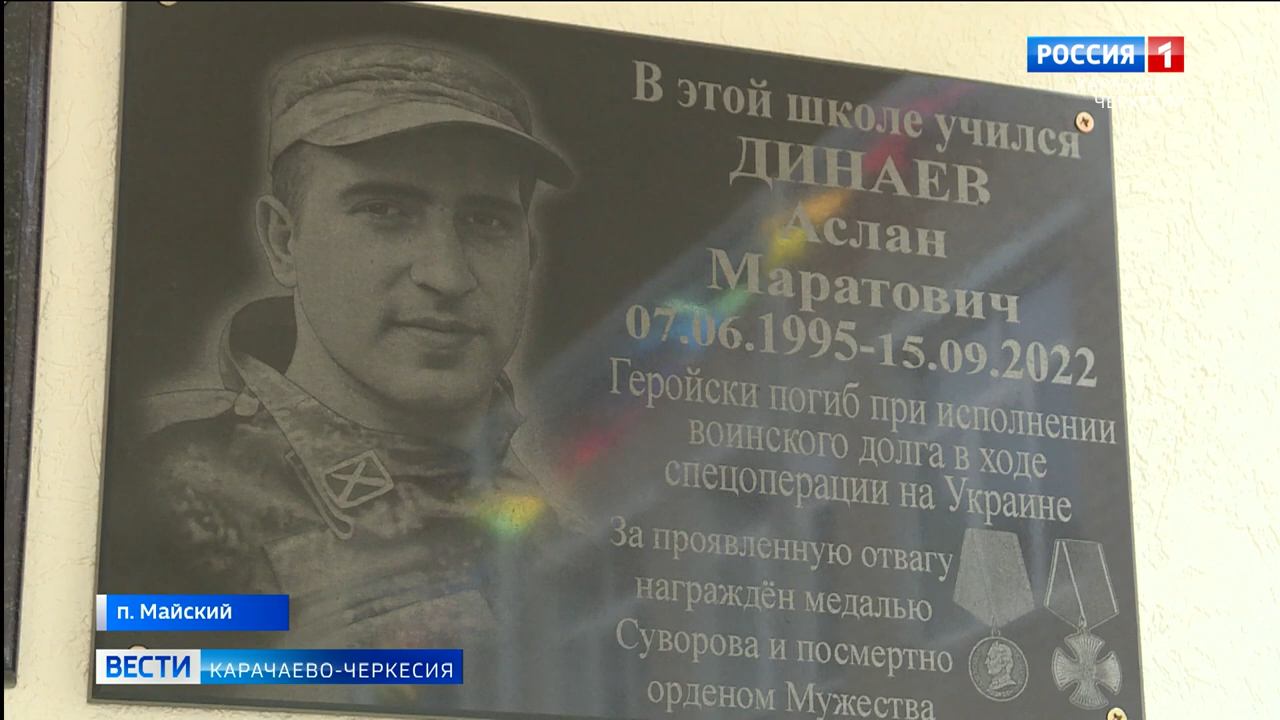 РОССИЯ 1
В этой школе учился
ДИНАЕВ
Аслан
Маратович
07.06.1995-15.09.2022
Геройски погиб при исполнении
воинского долга в ходе
спецоперации на Украине
За проявленную отвагу
награждён медалью
Суворова и посмертно
орденом Мужества
п. Майский
ВЕСТИ КАРАЧАЕВО-ЧЕРКЕСИЯ